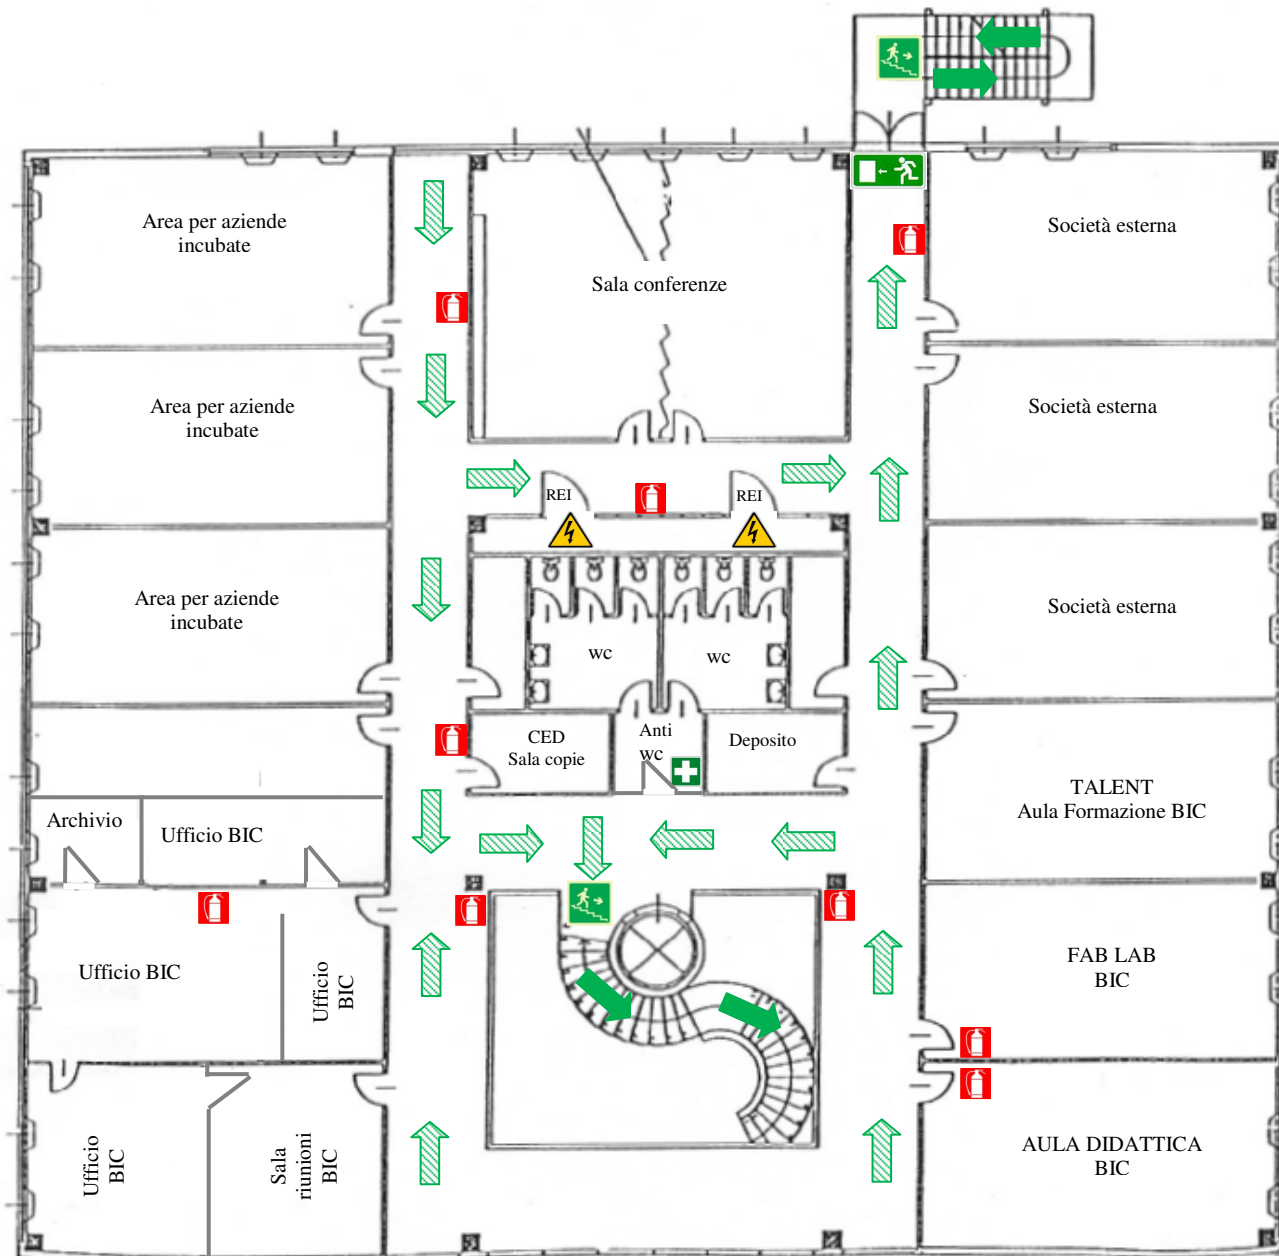 Area per aziende
incubate
Sala conferenze
Società esterna
Area per aziende
incubate
Società esterna
REI
REI
Area per aziende
incubate
Società esterna
wc
wc
CED
Sala copie
Anti
wc
Deposito
TALENT
Aula Formazione BIC
Archivio
Ufficio BIC
Ufficio BIC
Ufficio
BIC
FAB LAB
BIC
Ufficio
BIC
Sala
riunioni
BIC
AULA DIDATTICA
BIC